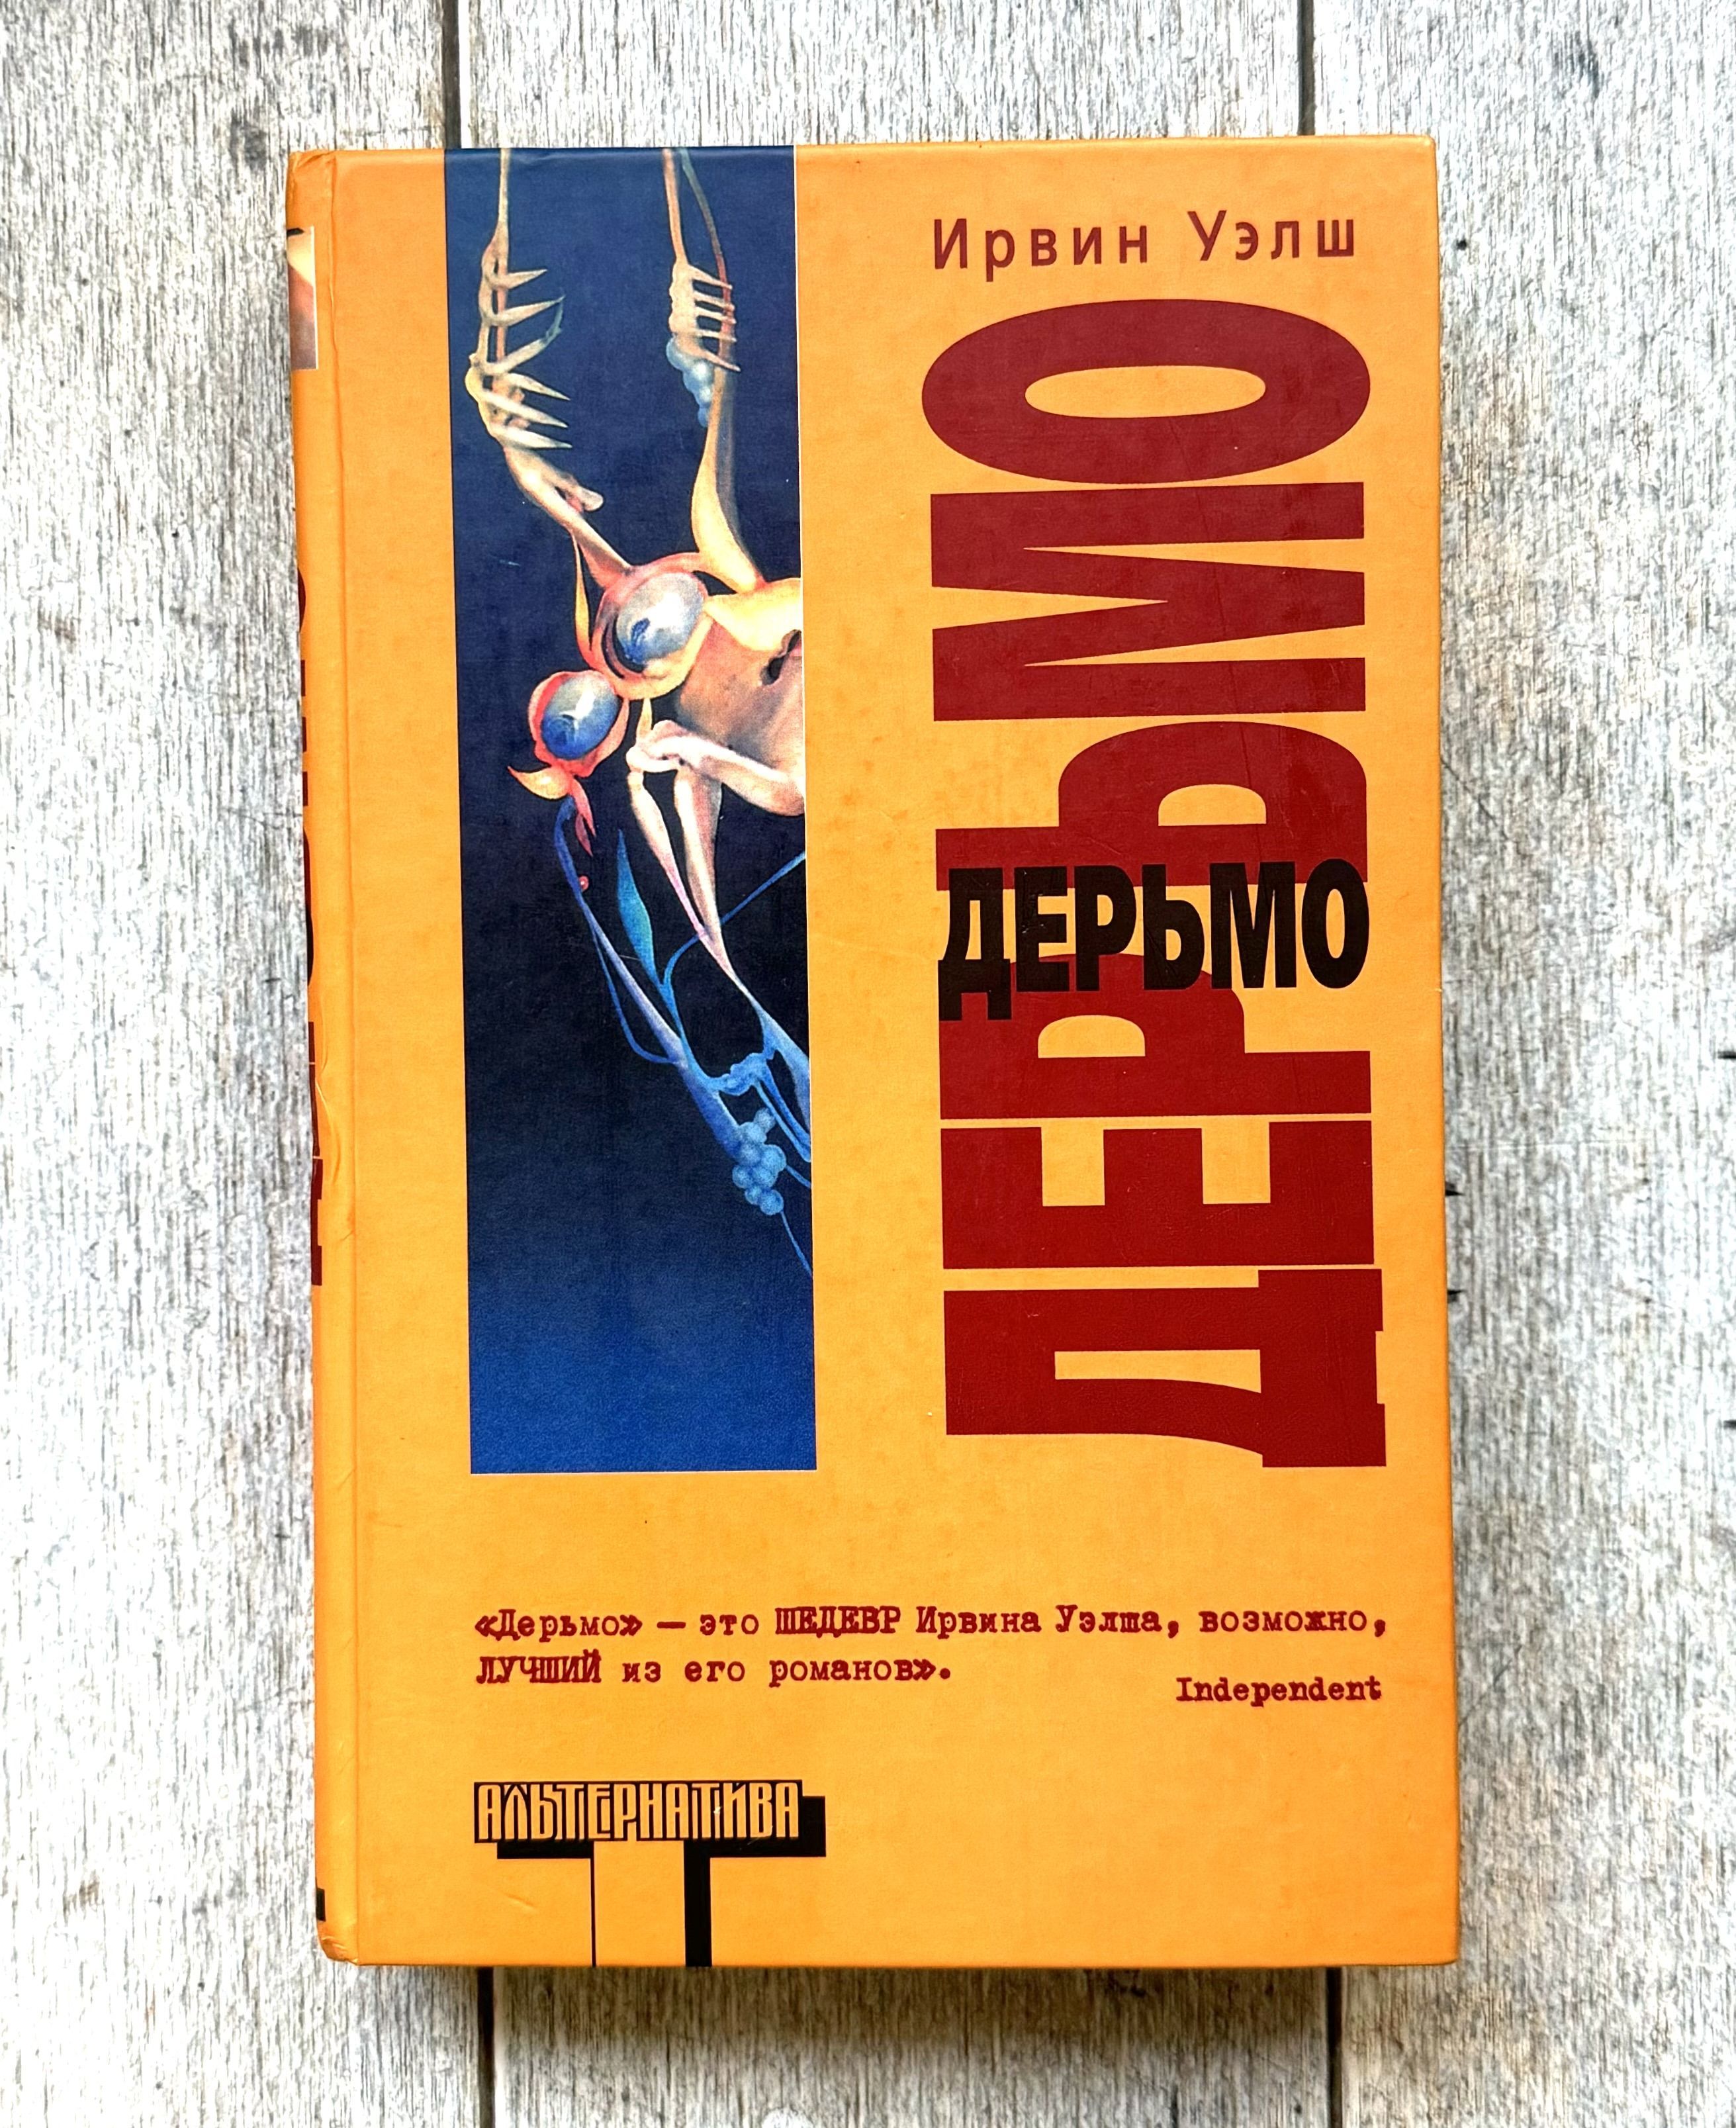 Ирвин Уэлш
ДЕРЬМО
ДЕРЬМО
«Дерьмо» — это ШЕДЕВР Ирвина Уэлша, возможно,
ЛУЧШИЙ из его романов».
Independent
АЛЬТЕРНАТИВА